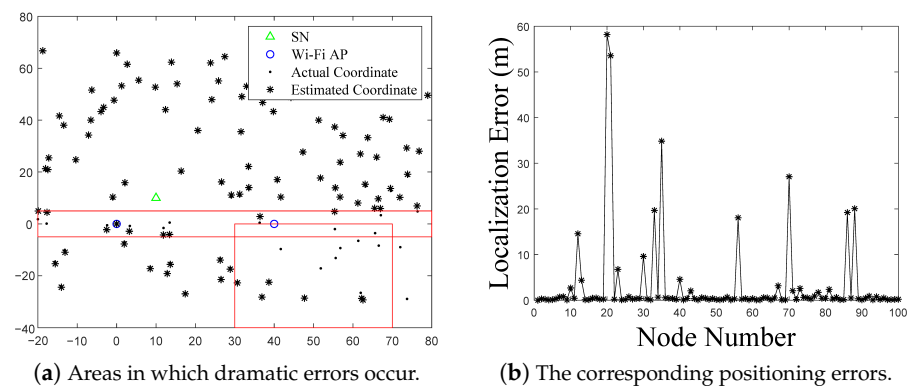 80
60
40
20
0
−20
−40
−20 −10 0 10 20 30 40 50 60 70 80
SN
Wi-Fi AP
Actual Coordinate
Estimated Coordinate
(a) Areas in which dramatic errors occur.
Localization Error (m)
60
50
40
30
20
10
0
0 10 20 30 40 50 60 70 80 90 100
Node Number
(b) The corresponding positioning errors.